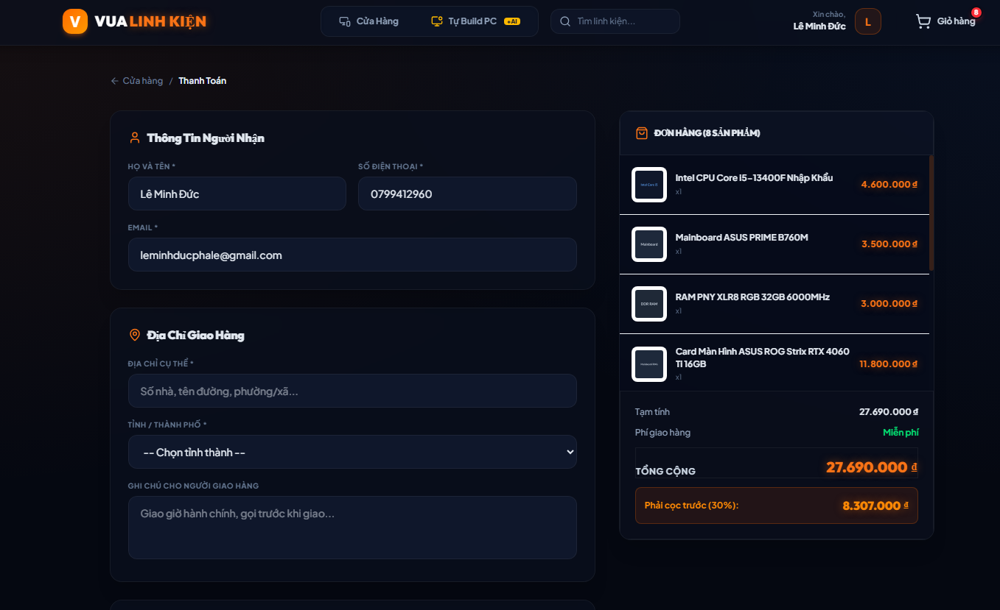 V VUA LINH KIỆN
Cửa Hàng
Tự Build PC +AI
Tìm linh kiện...
Xin chào,
Lê Minh Đức
L
8
Giỏ hàng
← Cửa hàng / Thanh Toán
Thông Tin Người Nhận
HỌ VÀ TÊN *
SỐ ĐIỆN THOẠI *
Lê Minh Đức
0799412960
EMAIL *
leminhducphale@gmail.com
Địa Chỉ Giao Hàng
ĐỊA CHỈ CỤ THỂ *
Số nhà, tên đường, phường/xã...
TỈNH / THÀNH PHỐ *
-- Chọn tỉnh thành --
GHI CHÚ CHO NGƯỜI GIAO HÀNG
Giao giờ hành chính, gọi trước khi giao...
ĐƠN HÀNG (8 SẢN PHẨM)
Intel Core i5
Intel CPU Core i5-13400F Nhập Khẩu
x1
4.600.000 ₫
Mainboard
Mainboard ASUS PRIME B760M
x1
3.500.000 ₫
DDR RAM
RAM PNY XLR8 RGB 32GB 6000MHz
x1
3.000.000 ₫
Card Màn Hình ASUS ROG Strix RTX 4060
Ti 16GB
x1
11.800.000 ₫
Tạm tính
27.690.000 ₫
Phí giao hàng
Miễn phí
TỔNG CỘNG
27.690.000 ₫
Phải cọc trước (30%):
8.307.000 ₫